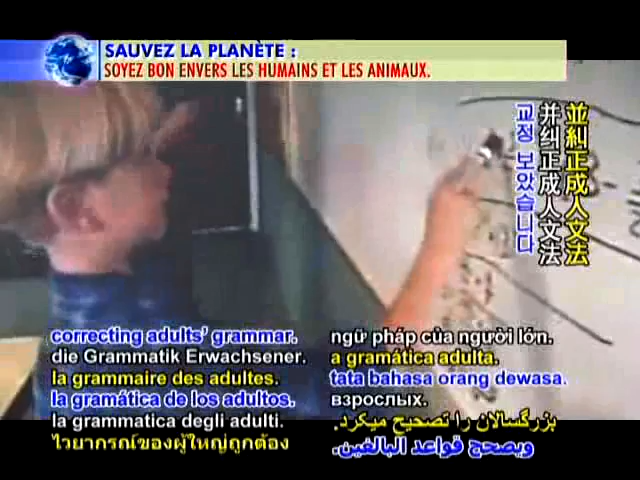 SAUVEZ LA PLANÈTE :
SOYEZ BON ENVERS LES HUMAINS ET LES ANIMAUX.
並糾正成人文法
并纠正成人文法
교정 보았습니다
correcting adults' grammar.
die Grammatik Erwachsener.
la grammaire des adultes.
la gramática de los adultos.
la grammatica degli adulti.
ไวยากรณ์ของผู้ใหญ่ถูกต้อง
ngữ pháp của người lớn.
a gramática adulta.
tata bahasa orang dewasa.
взрослых.
بزرگسالان را تصحیح میکرد.
ويصحح قواعد البالغين.